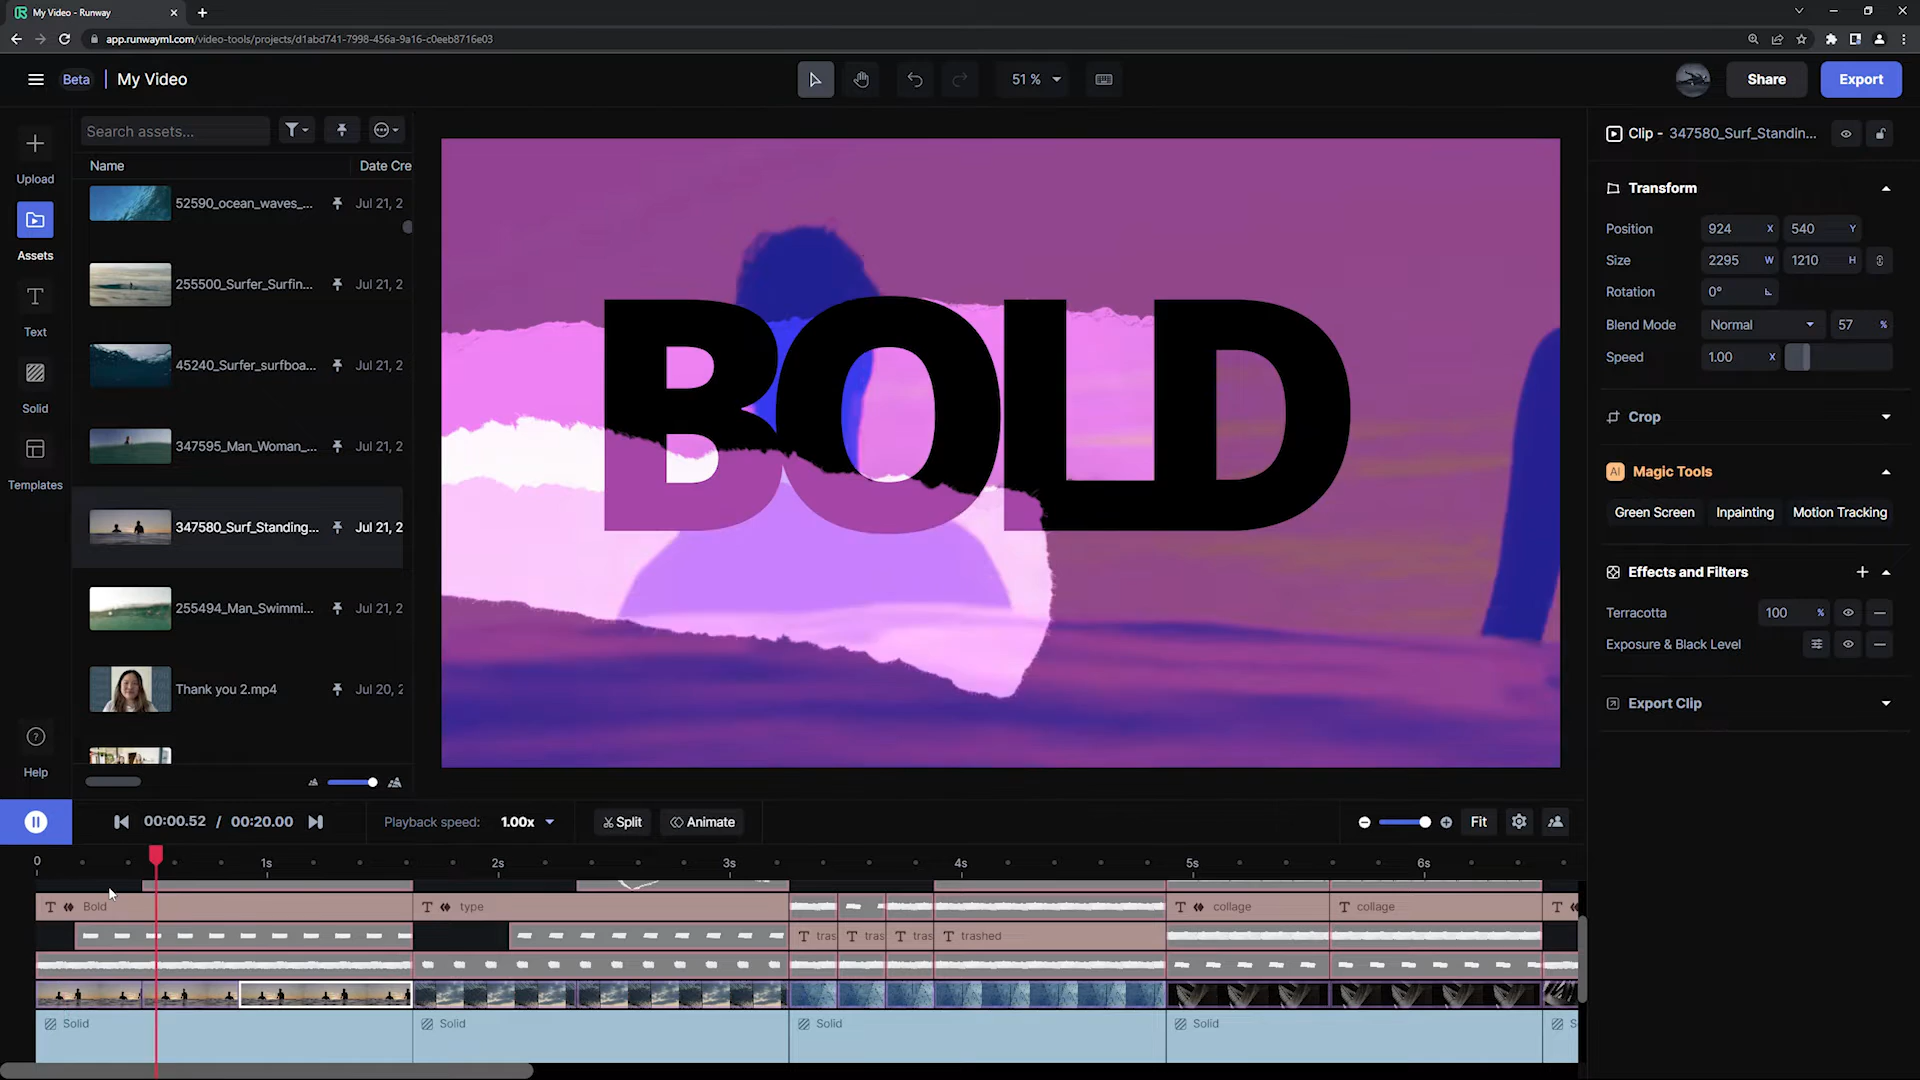 My Video - Runway
app.runwayml.com/video-tools/projects/d1abd741-7998-456a-9a16-c0eeb8716e03
Beta
My Video
51 %
Share
Export
Upload
Assets
Text
Solid
Templates
Help
Search assets...
Name
Date Cre
52590_ocean_waves_...
Jul 21, 2
255500_Surfer_Surfin...
Jul 21, 2
45240_Surfer_surfboa...
Jul 21, 2
347595_Man_Woman_...
Jul 21, 2
347580_Surf_Standing...
Jul 21, 2
255494_Man_Swimmi...
Jul 21, 2
Thank you 2.mp4
Jul 20, 2
BOLD
Clip - 347580_Surf_Standin...
Transform
Position
924 X
540 Y
Size
2295 W
1210 H
Rotation
0°
Blend Mode
Normal
57 %
Speed
1.00 X
Crop
AI Magic Tools
Green Screen
Inpainting
Motion Tracking
Effects and Filters
Terracotta
100 %
Exposure & Black Level
Export Clip
00:00.52 / 00:20.00
Playback speed: 1.00x
Split
Animate
Fit
0 1s 2s 3s 4s 5s 6s
T Bold
T type
T collage
T collage
T
T tras
T tras
T tras
T trashed
Solid
Solid
Solid
Solid
S